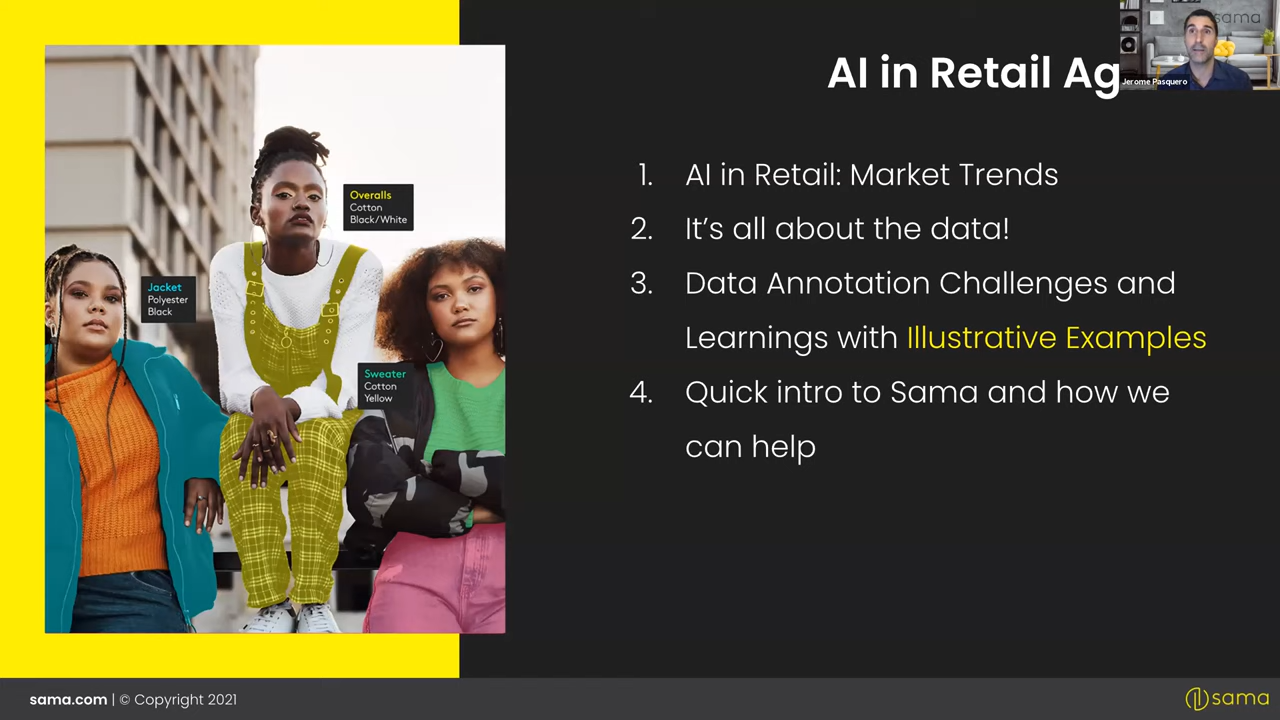 AI in Retail Ag
sama
Jerome Pasquero
Overalls
Cotton
Black/White
Jacket
Polyester
Black
Sweater
Cotton
Yellow
1. AI in Retail: Market Trends
2. It’s all about the data!
3. Data Annotation Challenges and
Learnings with Illustrative Examples
4. Quick intro to Sama and how we
can help
sama.com | © Copyright 2021
sama